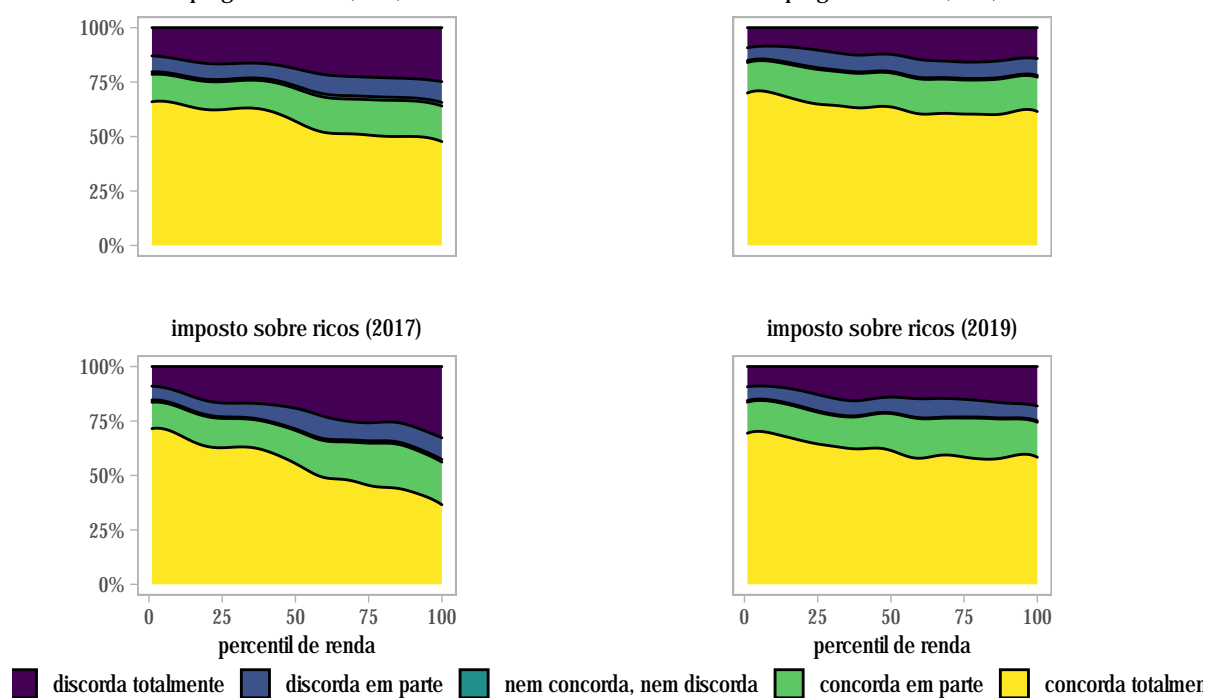 100%
75%
50%
25%
0%
imposto sobre ricos (2017) imposto sobre ricos (2019)
100%
75%
50%
25%
0%
0 25 50 75 100 0 25 50 75 100
percentil de renda percentil de renda
discorda totalmente discorda em parte nem concorda, nem discorda concorda em parte concorda totalmen